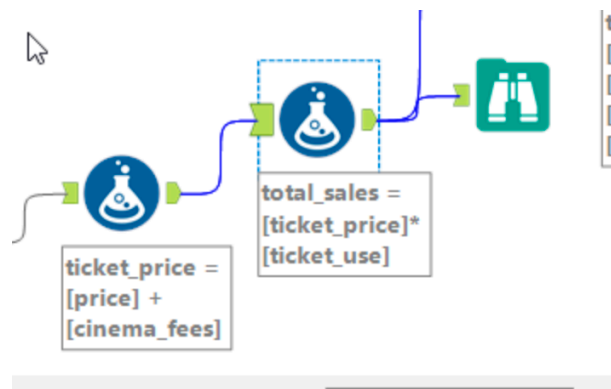 total_sales =
[ticket_price]*
[ticket_use]
ticket_price =
[price] +
[cinema_fees]